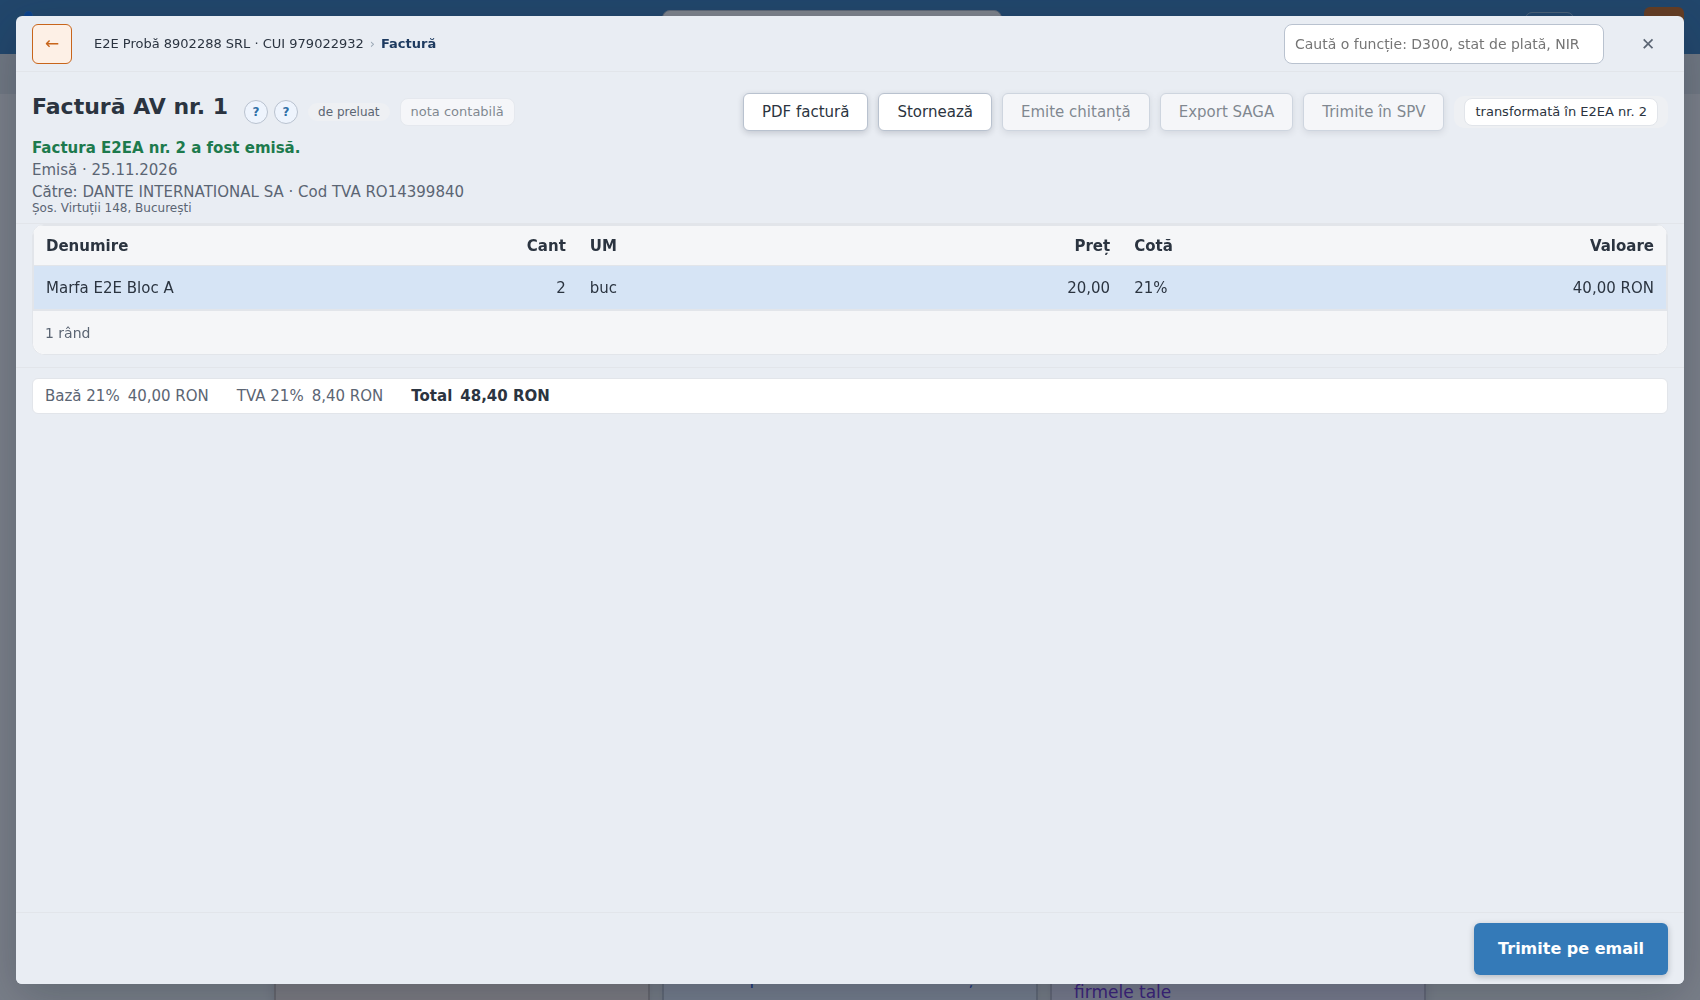 ←
E2E Probă 8902288 SRL · CUI 979022932 › Factură
Caută o funcție: D300, stat de plată, NIR
✕
Factură AV nr. 1
? ? de preluat nota contabilă
PDF factură Stornează Emite chitanță Export SAGA Trimite în SPV transformată în E2EA nr. 2
Factura E2EA nr. 2 a fost emisă.
Emisă · 25.11.2026
Către: DANTE INTERNATIONAL SA · Cod TVA RO14399840
Șos. Virtuții 148, București
Denumire Cant UM Preț Cotă Valoare
Marfa E2E Bloc A 2 buc 20,00 21% 40,00 RON
1 rând
Bază 21% 40,00 RON TVA 21% 8,40 RON Total 48,40 RON
Trimite pe email
firmele tale